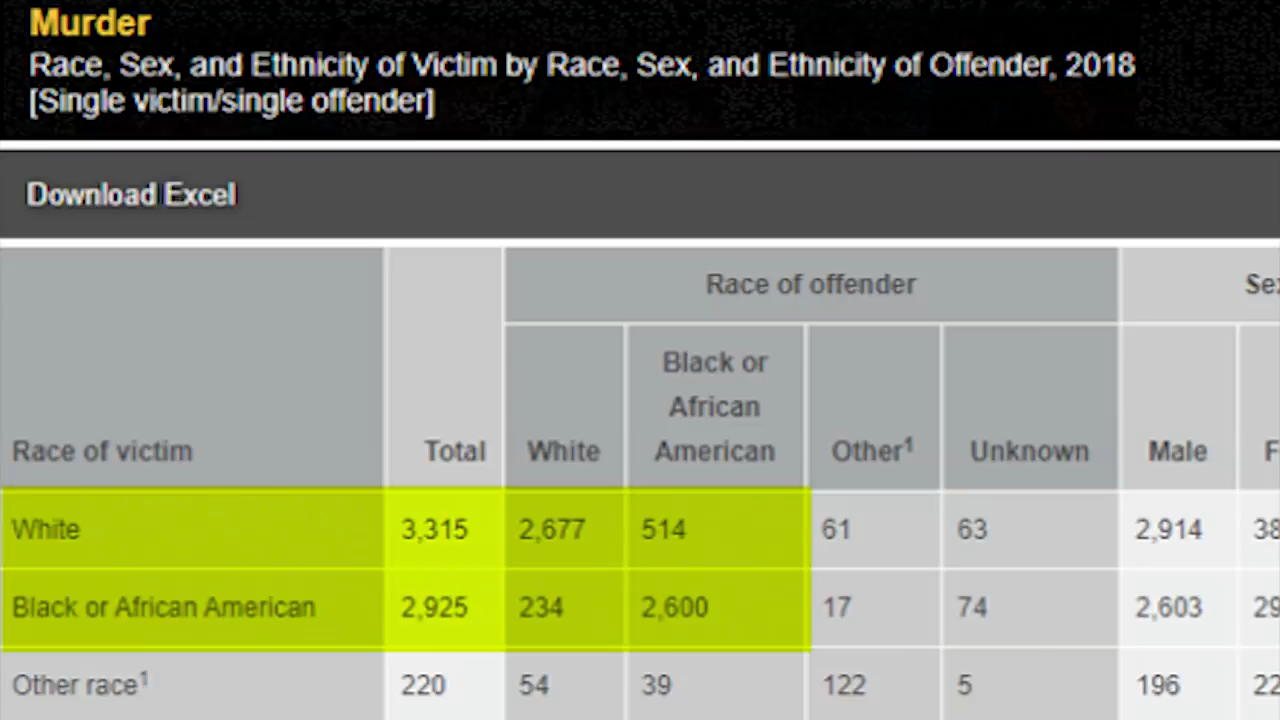 Murder
Race, Sex, and Ethnicity of Victim by Race, Sex, and Ethnicity of Offender, 2018
[Single victim/single offender]
Download Excel
Race of offender
Race of victim Total White Black or African American Other¹ Unknown Male
White 3,315 2,677 514 61 63 2,914
Black or African American 2,925 234 2,600 17 74 2,603
Other race¹ 220 54 39 122 5 196